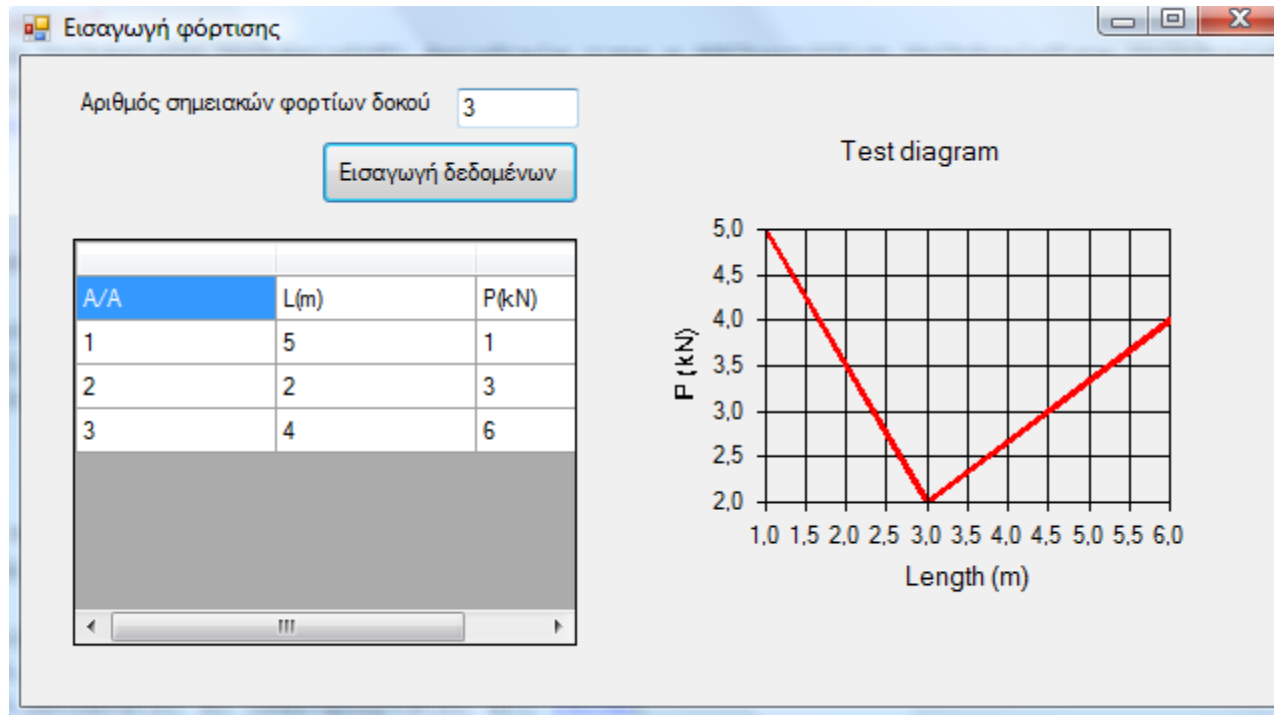 Εισαγωγή φόρτισης
Αριθμός σημειακών φορτίων δοκού 3
Εισαγωγή δεδομένων
A/A L(m) P(kN)
1 5 1
2 2 3
3 4 6
Test diagram
P (kN)
5,0
4,5
4,0
3,5
3,0
2,5
2,0
1,0 1,5 2,0 2,5 3,0 3,5 4,0 4,5 5,0 5,5 6,0
Length (m)